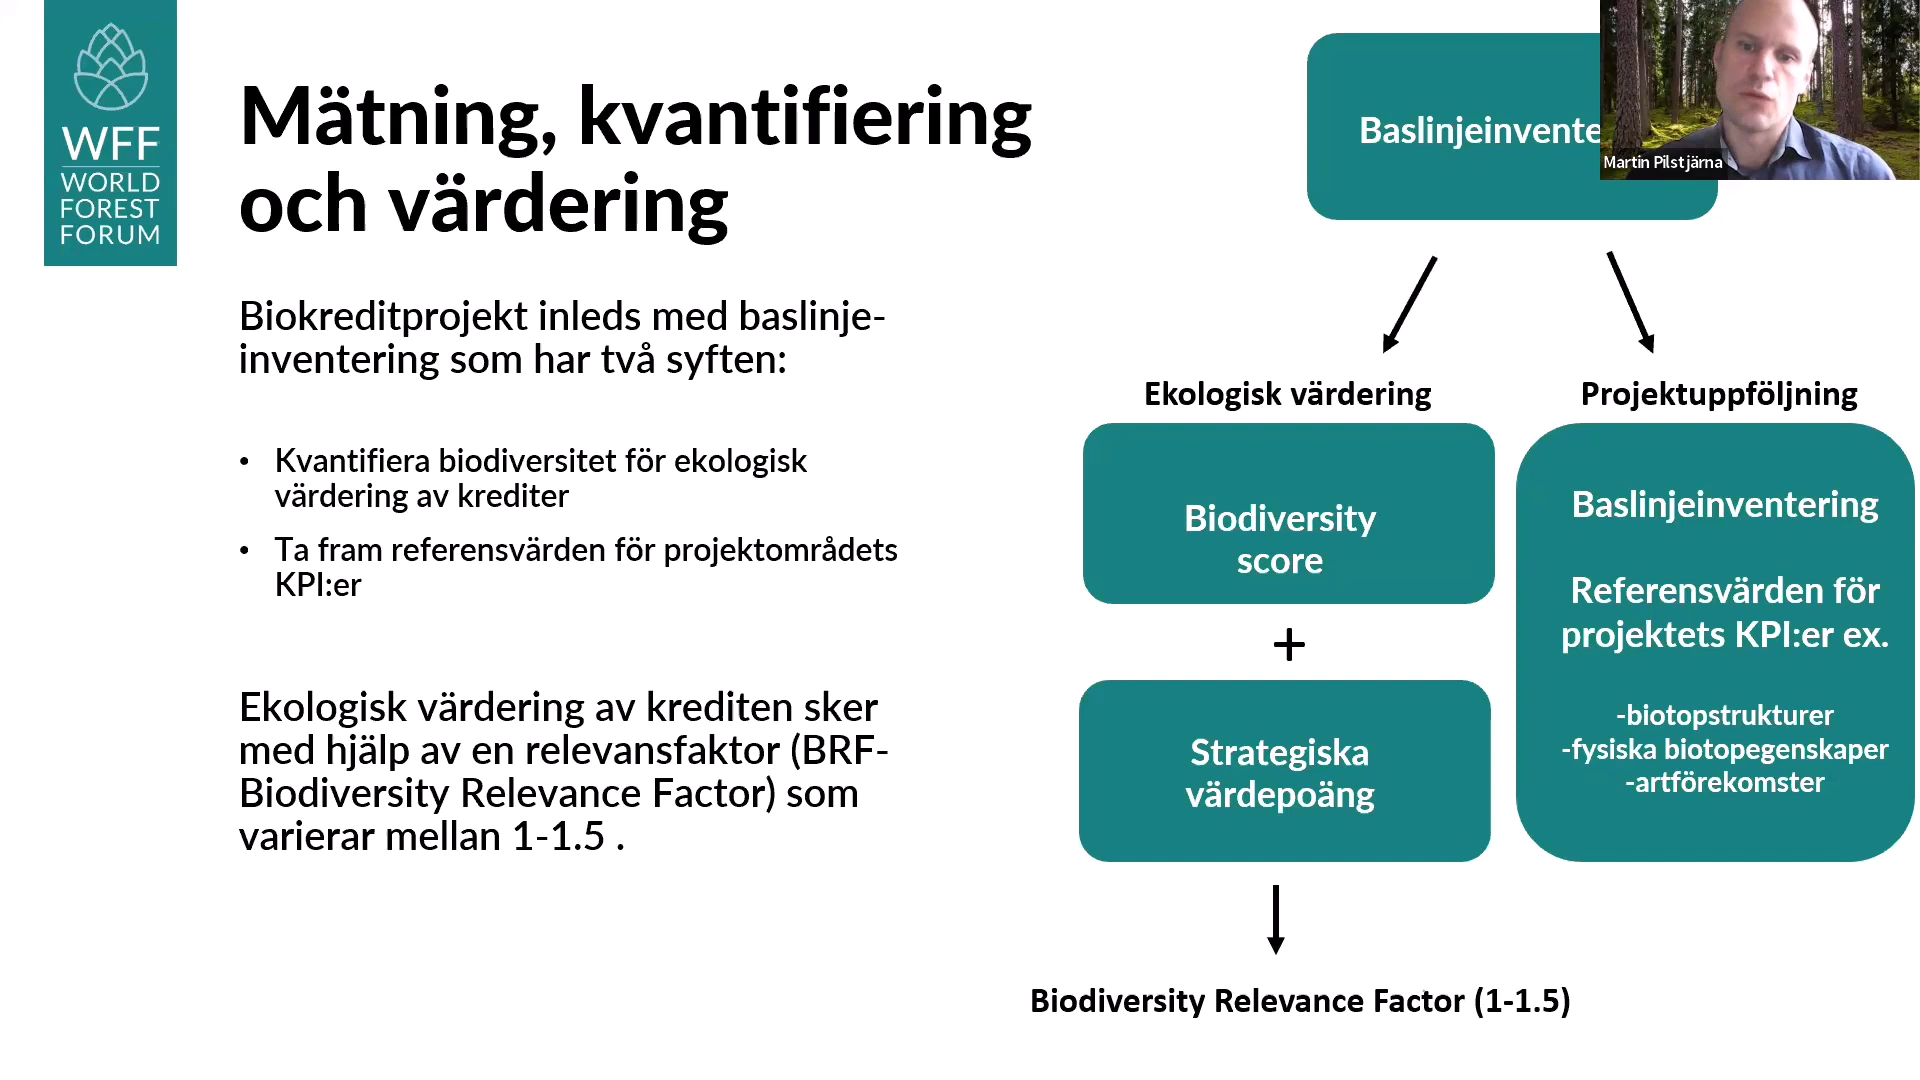 WFF
WORLD
FOREST
FORUM
Mätning, kvantifiering
och värdering
Biokreditprojekt inleds med baslinje-
inventering som har två syften:
• Kvantifiera biodiversitet för ekologisk
värdering av krediter
• Ta fram referensvärden för projektområdets
KPI:er
Ekologisk värdering av krediten sker
med hjälp av en relevansfaktor (BRF-
Biodiversity Relevance Factor) som
varierar mellan 1-1.5 .
Baslinjeinvente
Martin Pilstjärna
Ekologisk värdering
Biodiversity
score
+
Strategiska
värdepoäng
Biodiversity Relevance Factor (1-1.5)
Projektuppföljning
Baslinjeinventering
Referensvärden för
projektets KPI:er ex.
-biotopstrukturer
-fysiska biotopegenskaper
-artförekomster